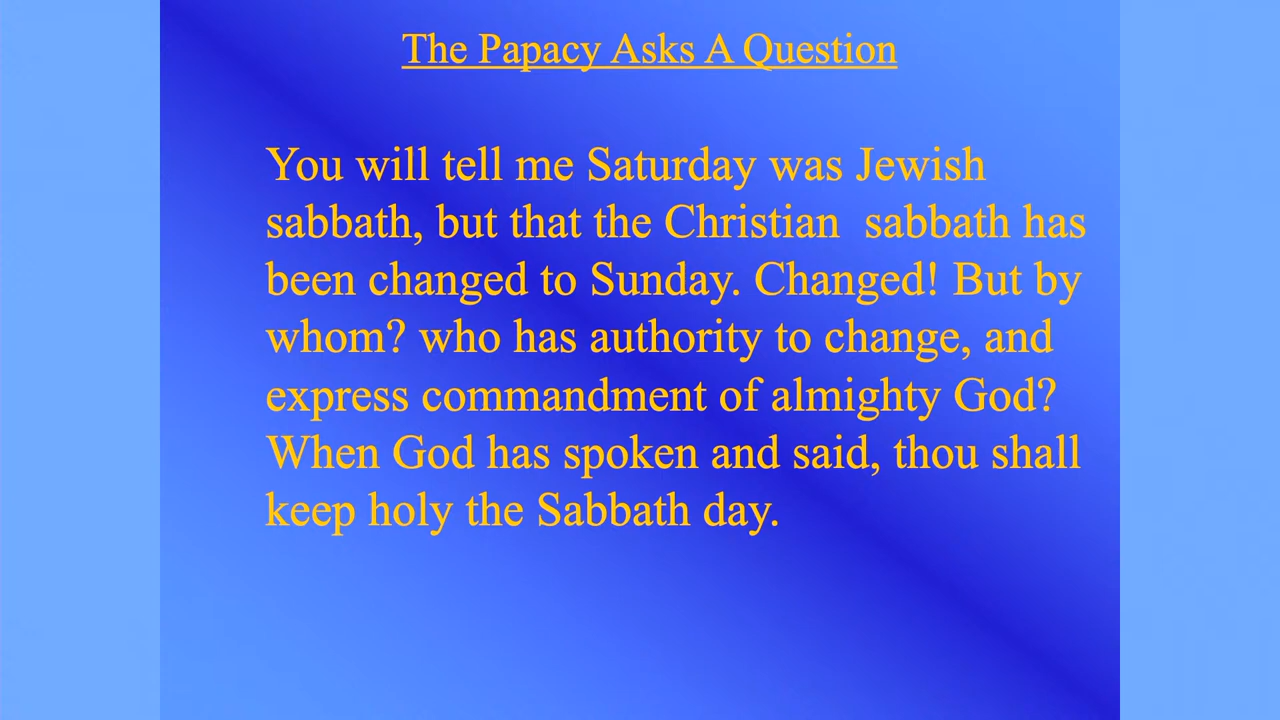 The Papacy Asks A Question
You will tell me Saturday was Jewish
sabbath, but that the Christian  sabbath has
been changed to Sunday. Changed! But by
whom? who has authority to change, and
express commandment of almighty God?
When God has spoken and said, thou shall
keep holy the Sabbath day.